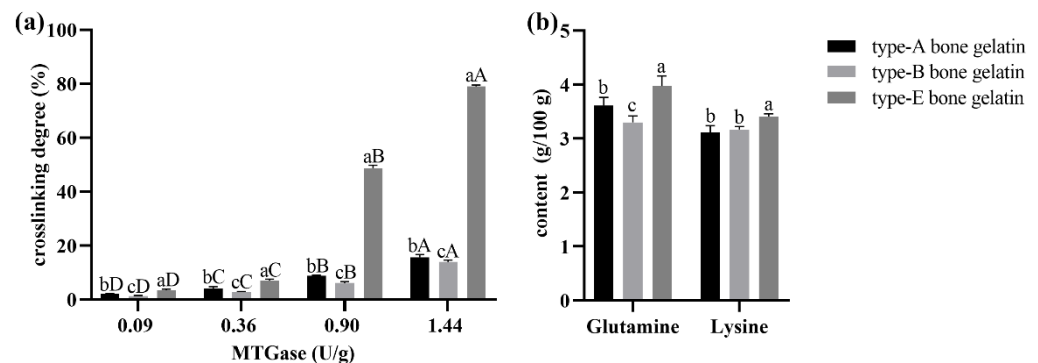 (a)
crosslinking degree (%)
100
80
60
40
20
0
bD cD aD
bC cC aC
bB cB aB
bA cA aA
0.09 0.36 0.90 1.44
MTGase (U/g)
(b)
content (g/100 g)
5
4
3
2
1
0
b c a
b b a
Glutamine Lysine
type-A bone gelatin
type-B bone gelatin
type-E bone gelatin